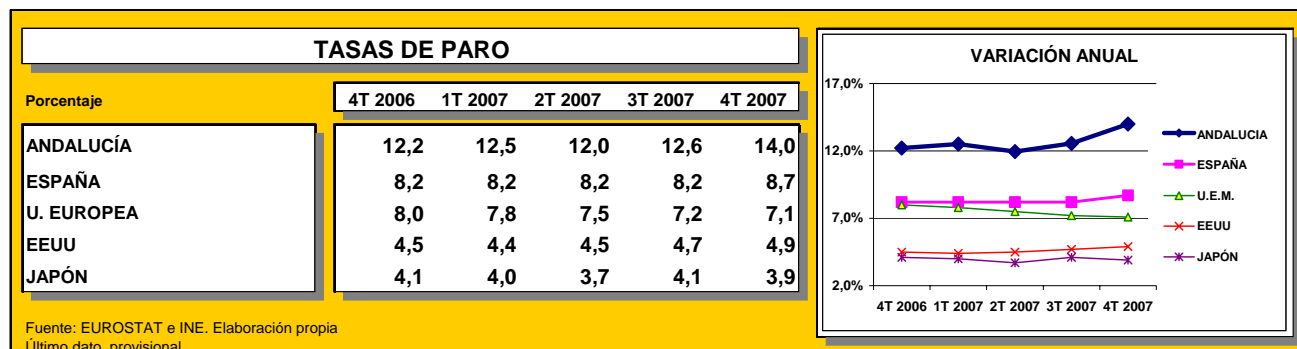 TASAS DE PARO
Porcentaje 4T 2006 1T 2007 2T 2007 3T 2007 4T 2007
ANDALUCÍA 12,2 12,5 12,0 12,6 14,0
ESPAÑA 8,2 8,2 8,2 8,2 8,7
U. EUROPEA 8,0 7,8 7,5 7,2 7,1
EEUU 4,5 4,4 4,5 4,7 4,9
JAPÓN 4,1 4,0 3,7 4,1 3,9
Fuente: EUROSTAT e INE. Elaboración propia
Último dato, provisional
VARIACIÓN ANUAL
17,0%
12,0%
7,0%
2,0%
4T 2006 1T 2007 2T 2007 3T 2007 4T 2007
ANDALUCIA
ESPAÑA
U.E.M.
EEUU
JAPÓN